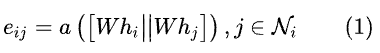 e_{ij} = a ([Wh_i||Wh_j]), j ∈ 𝒩_i (1)